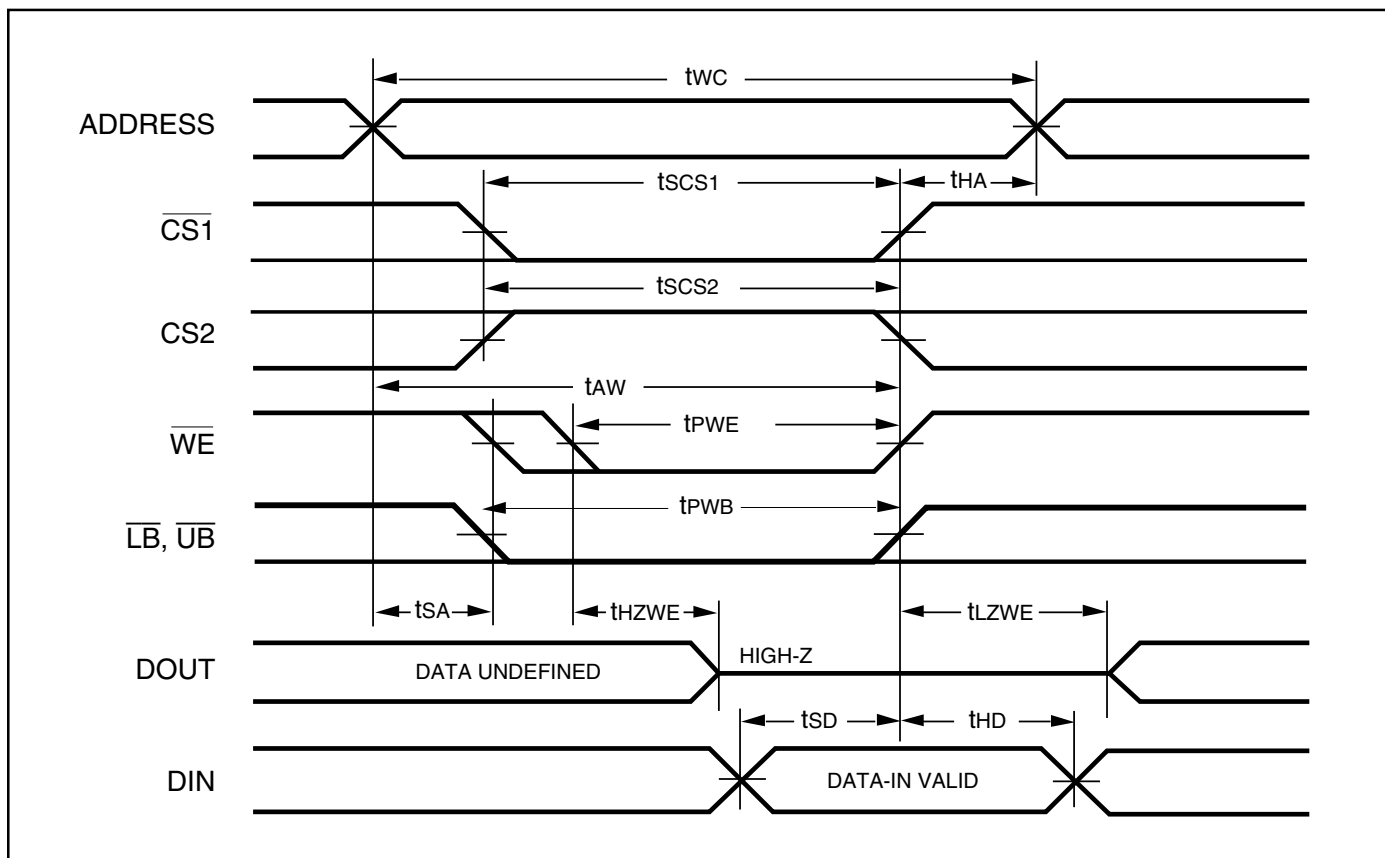 tWC
ADDRESS
tSCS1
tHA
CS1
tSCS2
CS2
tAW
WE
tPWE
LB, UB
tPWB
tSA
tHZWE
tLZWE
DOUT
DATA UNDEFINED
HIGH-Z
tSD
tHD
DIN
DATA-IN VALID